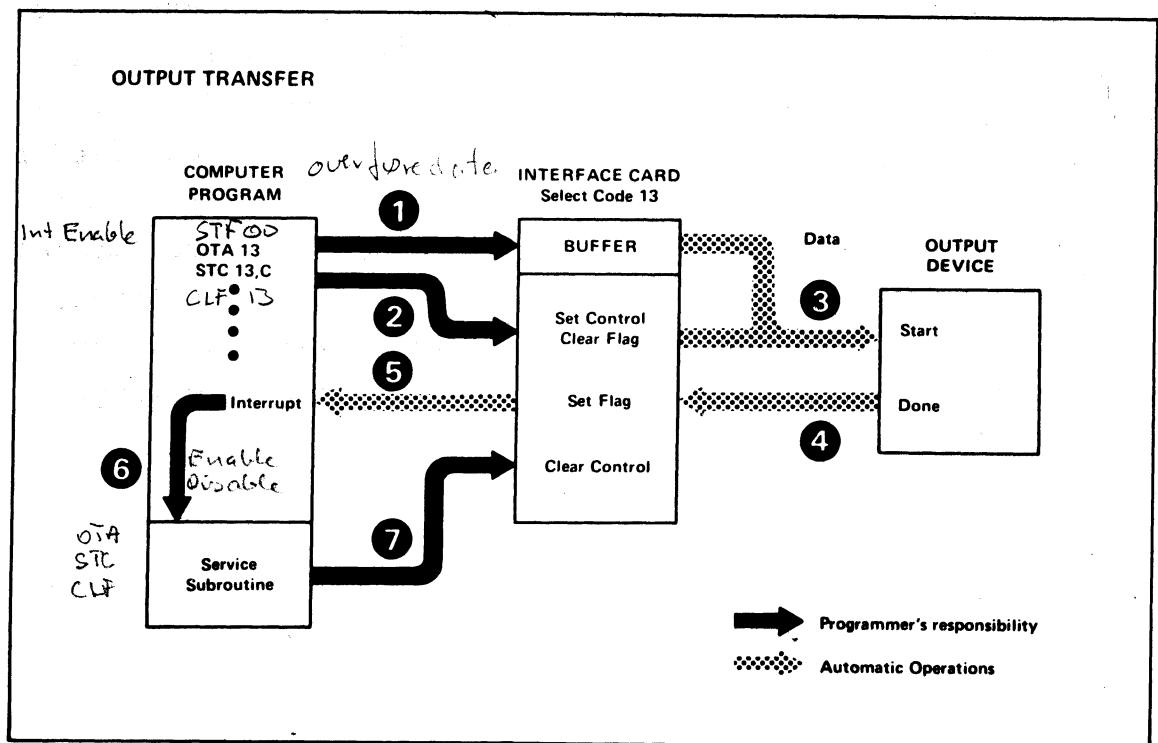 OUTPUT TRANSFER
COMPUTER
PROGRAM
overføre data
INTERFACE CARD
Select Code 13
1
Int Enable
STF 00
OTA 13
STC 13,C
CLF 13
BUFFER
Data
OUTPUT
DEVICE
2
Set Control
Clear Flag
3
Start
5
Interrupt
Set Flag
Done
4
6
Enable
Disable
Clear Control
OTA
STC
CLF
Service
Subroutine
7
Programmer's responsibility
Automatic Operations